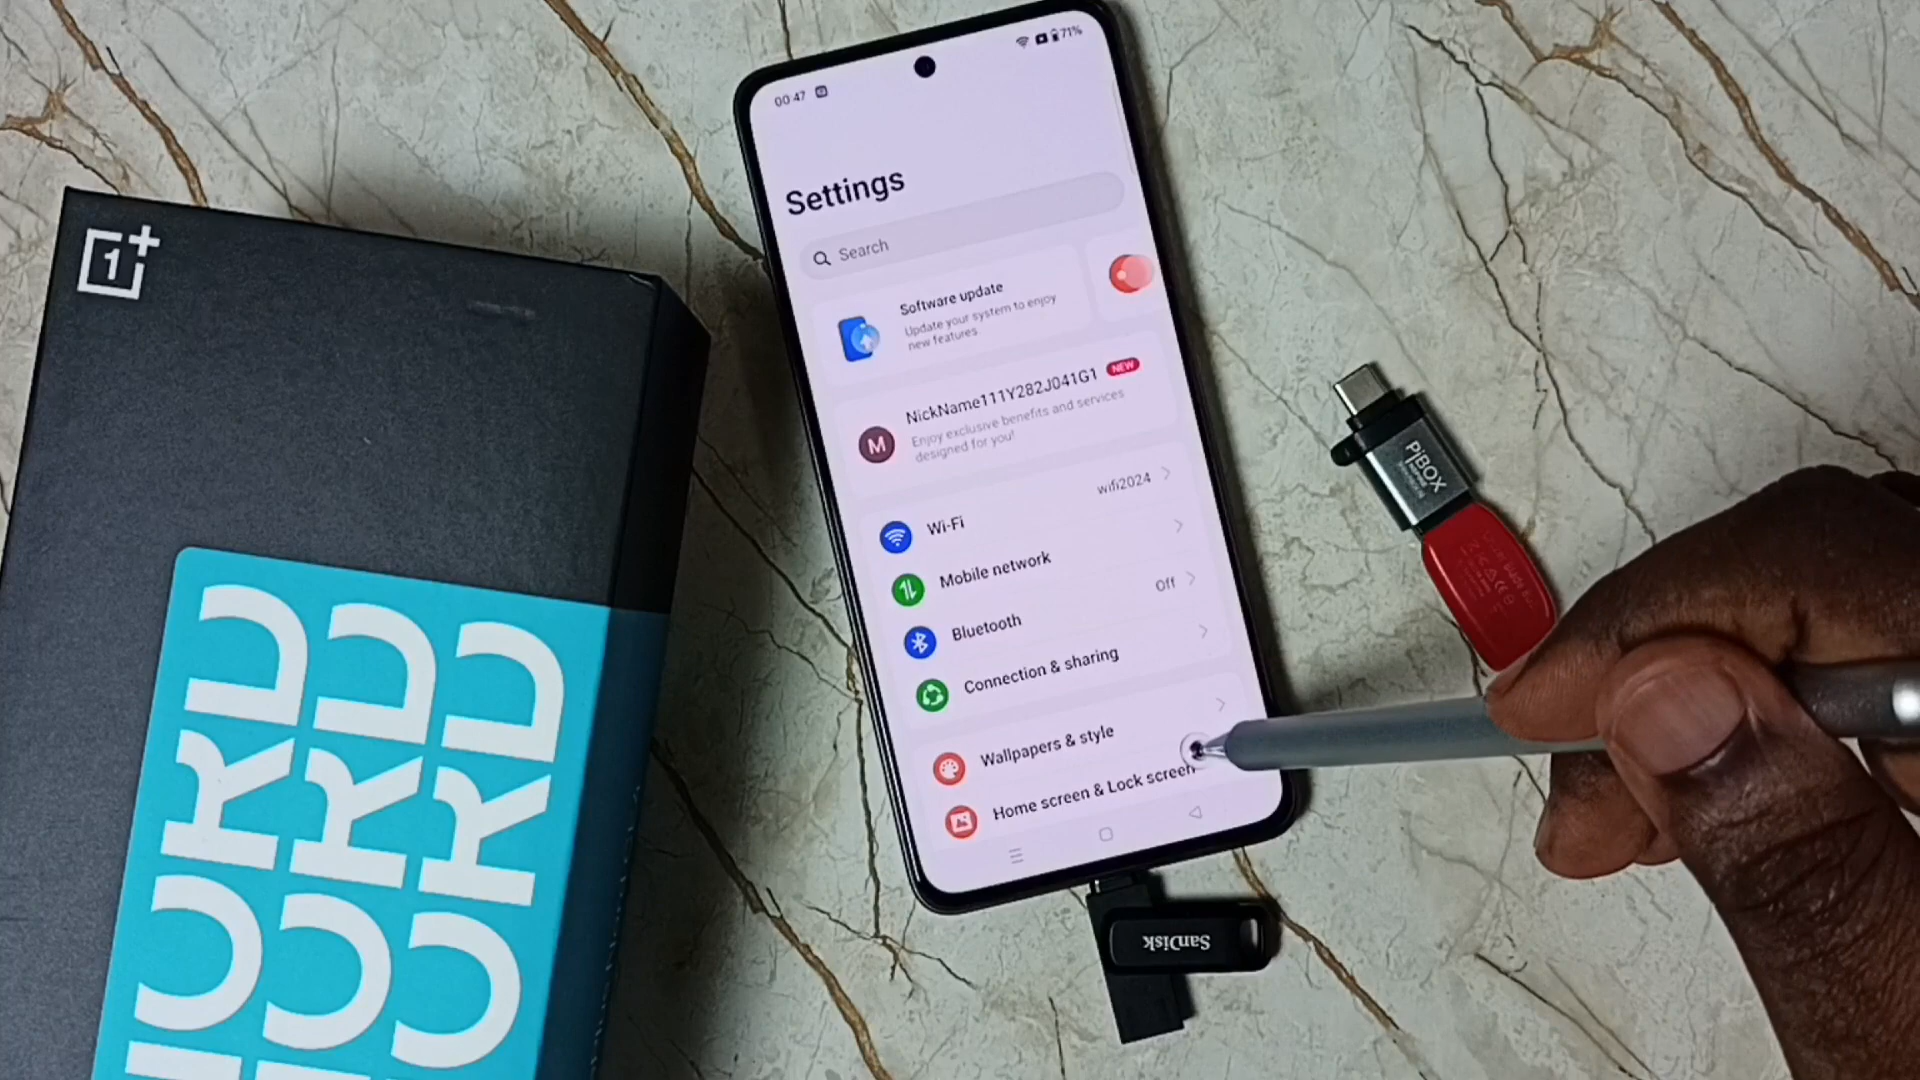 1+
NORD
NORD
NORD
00:47
71%
Settings
Search
Software update
Update your system to enjoy
new features
M
NickName111Y282J041G1 NEW
Enjoy exclusive benefits and services
designed for you!
Wi-Fi wifi2024
Mobile network
Bluetooth Off
Connection & sharing
Wallpapers & style
Home screen & Lock screen
PiBOX
SanDisk